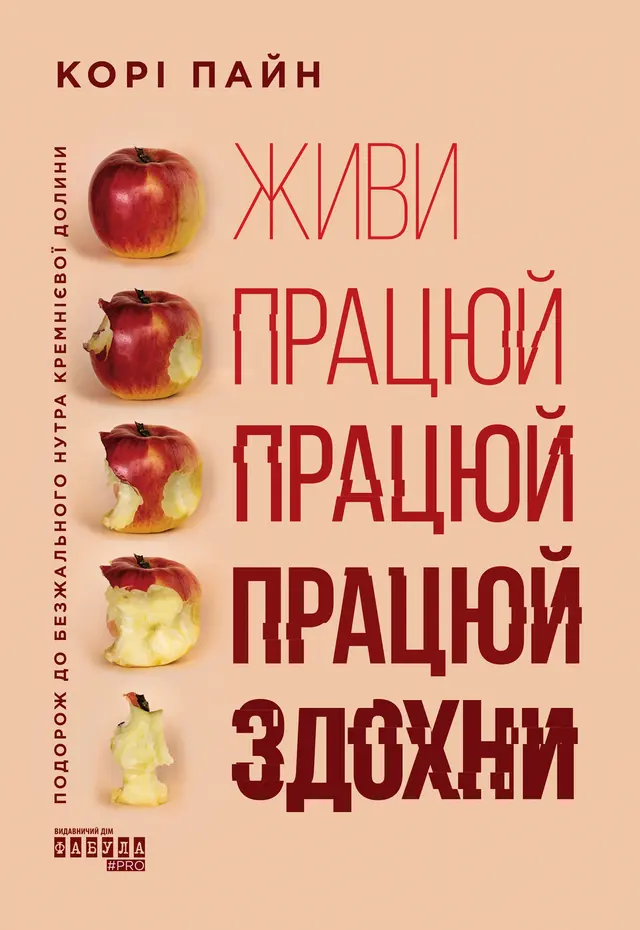 КОРІ ПАЙН
ПОДОРОЖ ДО БЕЗЖАЛЬНОГО НУТРА КРЕМНІЄВОЇ ДОЛИНИ
ЖИВИ
ПРАЦЮЙ
ПРАЦЮЙ
ПРАЦЮЙ
ЗДОХНИ
ВИДАВНИЧИЙ ДІМ
ФАБУЛА
#PRO